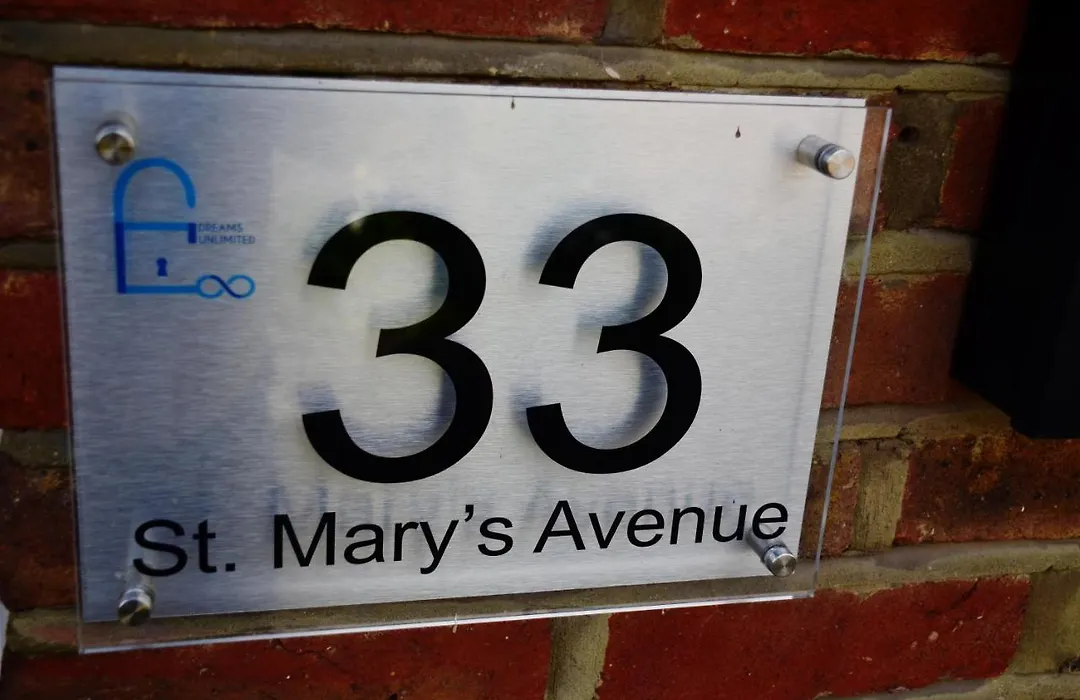 DREAMS
UNLIMITED
33
St. Mary's Avenue